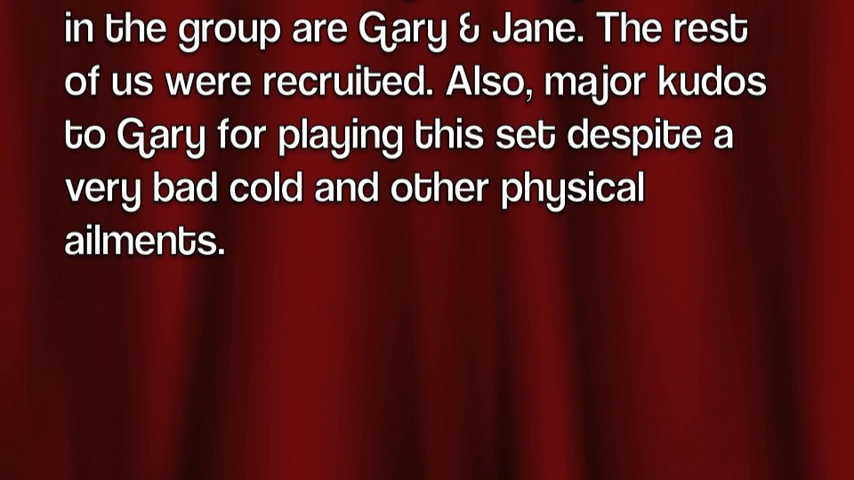 in the group are Gary & Jane. The rest
of us were recruited. Also, major kudos
to Gary for playing this set despite a
very bad cold and other physical
ailments.